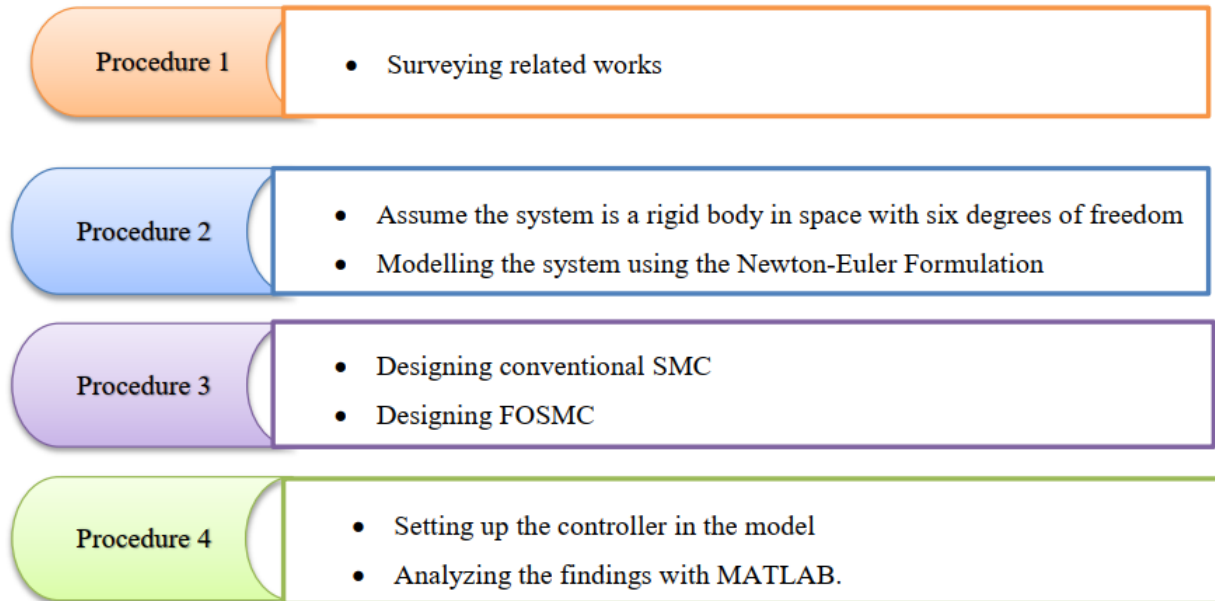 Procedure 1
• Surveying related works
Procedure 2
• Assume the system is a rigid body in space with six degrees of freedom
• Modelling the system using the Newton-Euler Formulation
Procedure 3
• Designing conventional SMC
• Designing FOSMC
Procedure 4
• Setting up the controller in the model
• Analyzing the findings with MATLAB.